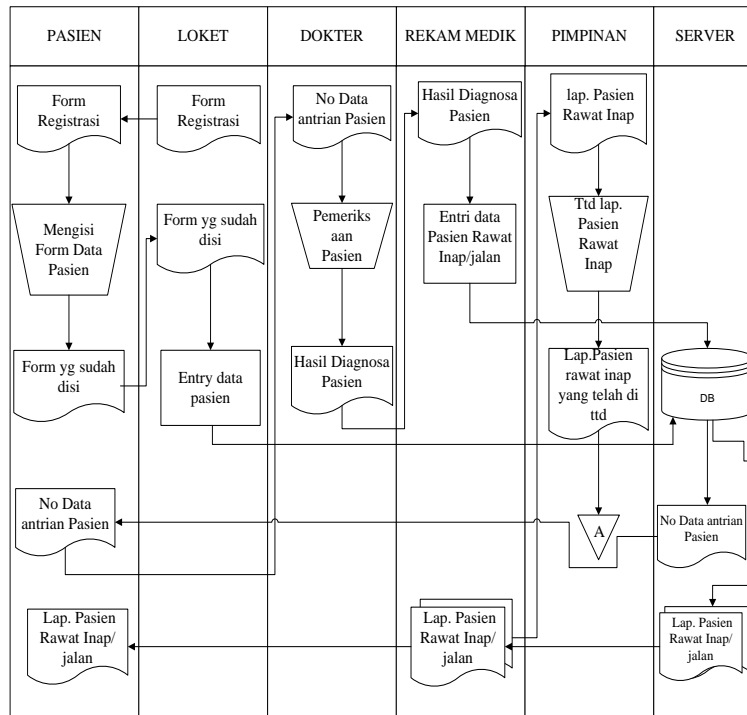 PASIEN
LOKET
DOKTER
REKAM MEDIK
PIMPINAN
SERVER
Form
Registrasi
Form
Registrasi
No Data
antrian Pasien
Hasil Diagnosa
Pasien
lap. Pasien
Rawat Inap
Mengisi
Form Data
Pasien
Form yg sudah
disi
Pemeriks
aan
Pasien
Entri data
Pasien Rawat
Inap/jalan
Ttd lap.
Pasien
Rawat
Inap
Form yg sudah
disi
Entry data
pasien
Hasil Diagnosa
Pasien
Lap.Pasien
rawat inap
yang telah di
ttd
DB
No Data
antrian Pasien
A
No Data antrian
Pasien
Lap. Pasien
Rawat Inap/
jalan
Lap. Pasien
Rawat Inap/
jalan
Lap. Pasien
Rawat Inap/
jalan